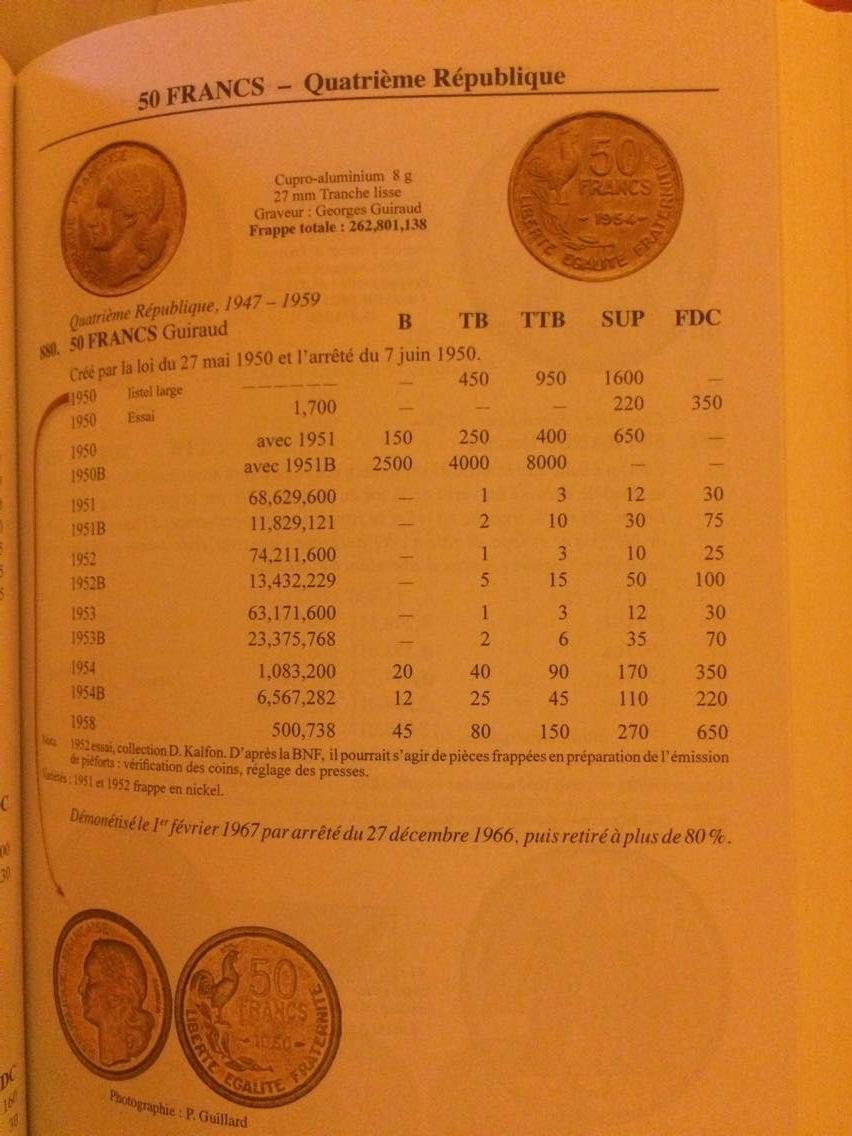 50 FRANCS – Quatrième République
Cupro-aluminium 8 g
27 mm Tranche lisse
Graveur : Georges Guiraud
Frappe totale : 262,801,138
50
FRANCS
1954
LIBERTE EGALITE FRATERNITE
Quatrième République, 1947 – 1959
880. 50 FRANCS Guiraud B TB TTB SUP FDC
Créé par la loi du 27 mai 1950 et l'arrêté du 7 juin 1950.
1950 listel large ——————— — 450 950 1600 —
1950 Essai 1,700 — — — 220 350
1950 avec 1951 150 250 400 650 —
1950B avec 1951B 2500 4000 8000 — —
1951 68,629,600 — 1 3 12 30
1951B 11,829,121 — 2 10 30 75
1952 74,211,600 — 1 3 10 25
1952B 13,432,229 — 5 15 50 100
1953 63,171,600 — 1 3 12 30
1953B 23,375,768 — 2 6 35 70
1954 1,083,200 20 40 90 170 350
1954B 6,567,282 12 25 45 110 220
1958 500,738 45 80 150 270 650
Nota 1952 essai, collection D. Kalfon. D'après la BNF, il pourrait s'agir de pièces frappées en préparation de l'émission
de piéforts : vérification des coins, réglage des presses.
Variétés : 1951 et 1952 frappe en nickel.
Démonétisé le 1er février 1967 par arrêté du 27 décembre 1966, puis retiré à plus de 80 %.
50
FRANCS
1950
LIBERTE EGALITE FRATERNITE
Photographie : P. Guillard